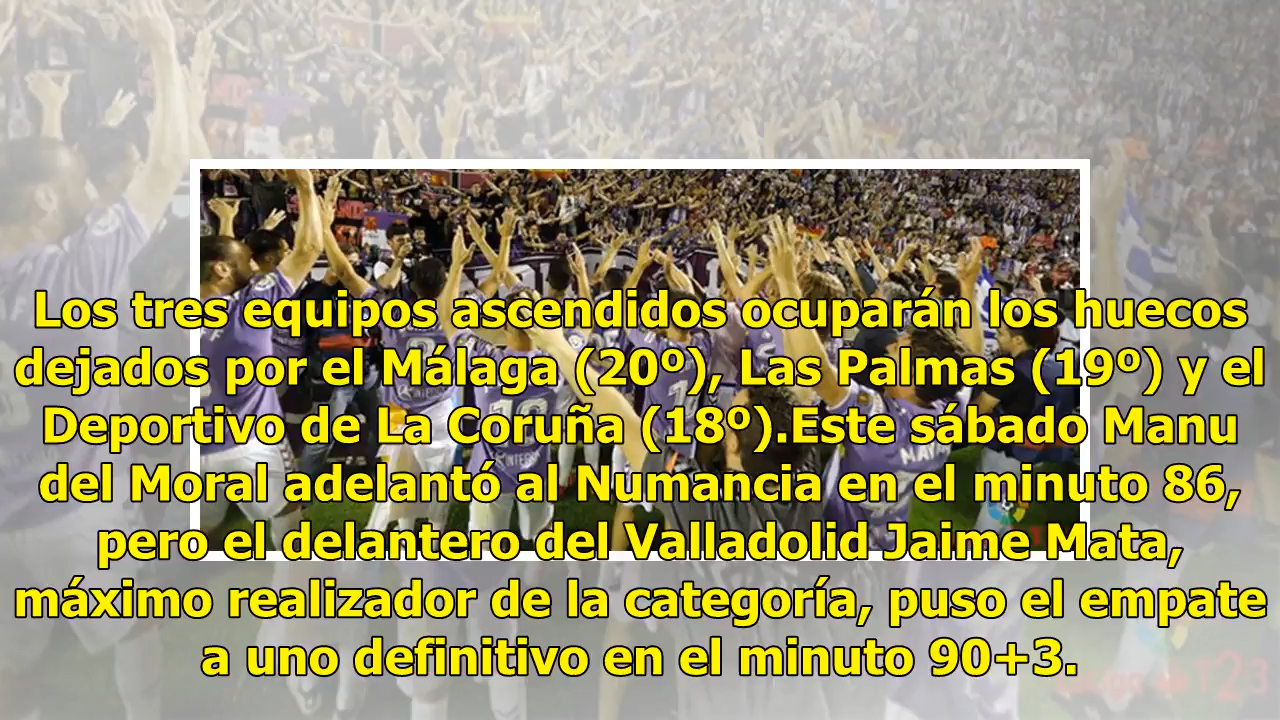 Los tres equipos ascendidos ocuparán los huecos
dejados por el Málaga (20º), Las Palmas (19º) y el
Deportivo de La Coruña (18º).Este sábado Manu
del Moral adelantó al Numancia en el minuto 86,
pero el delantero del Valladolid Jaime Mata,
máximo realizador de la categoría, puso el empate
a uno definitivo en el minuto 90+3.